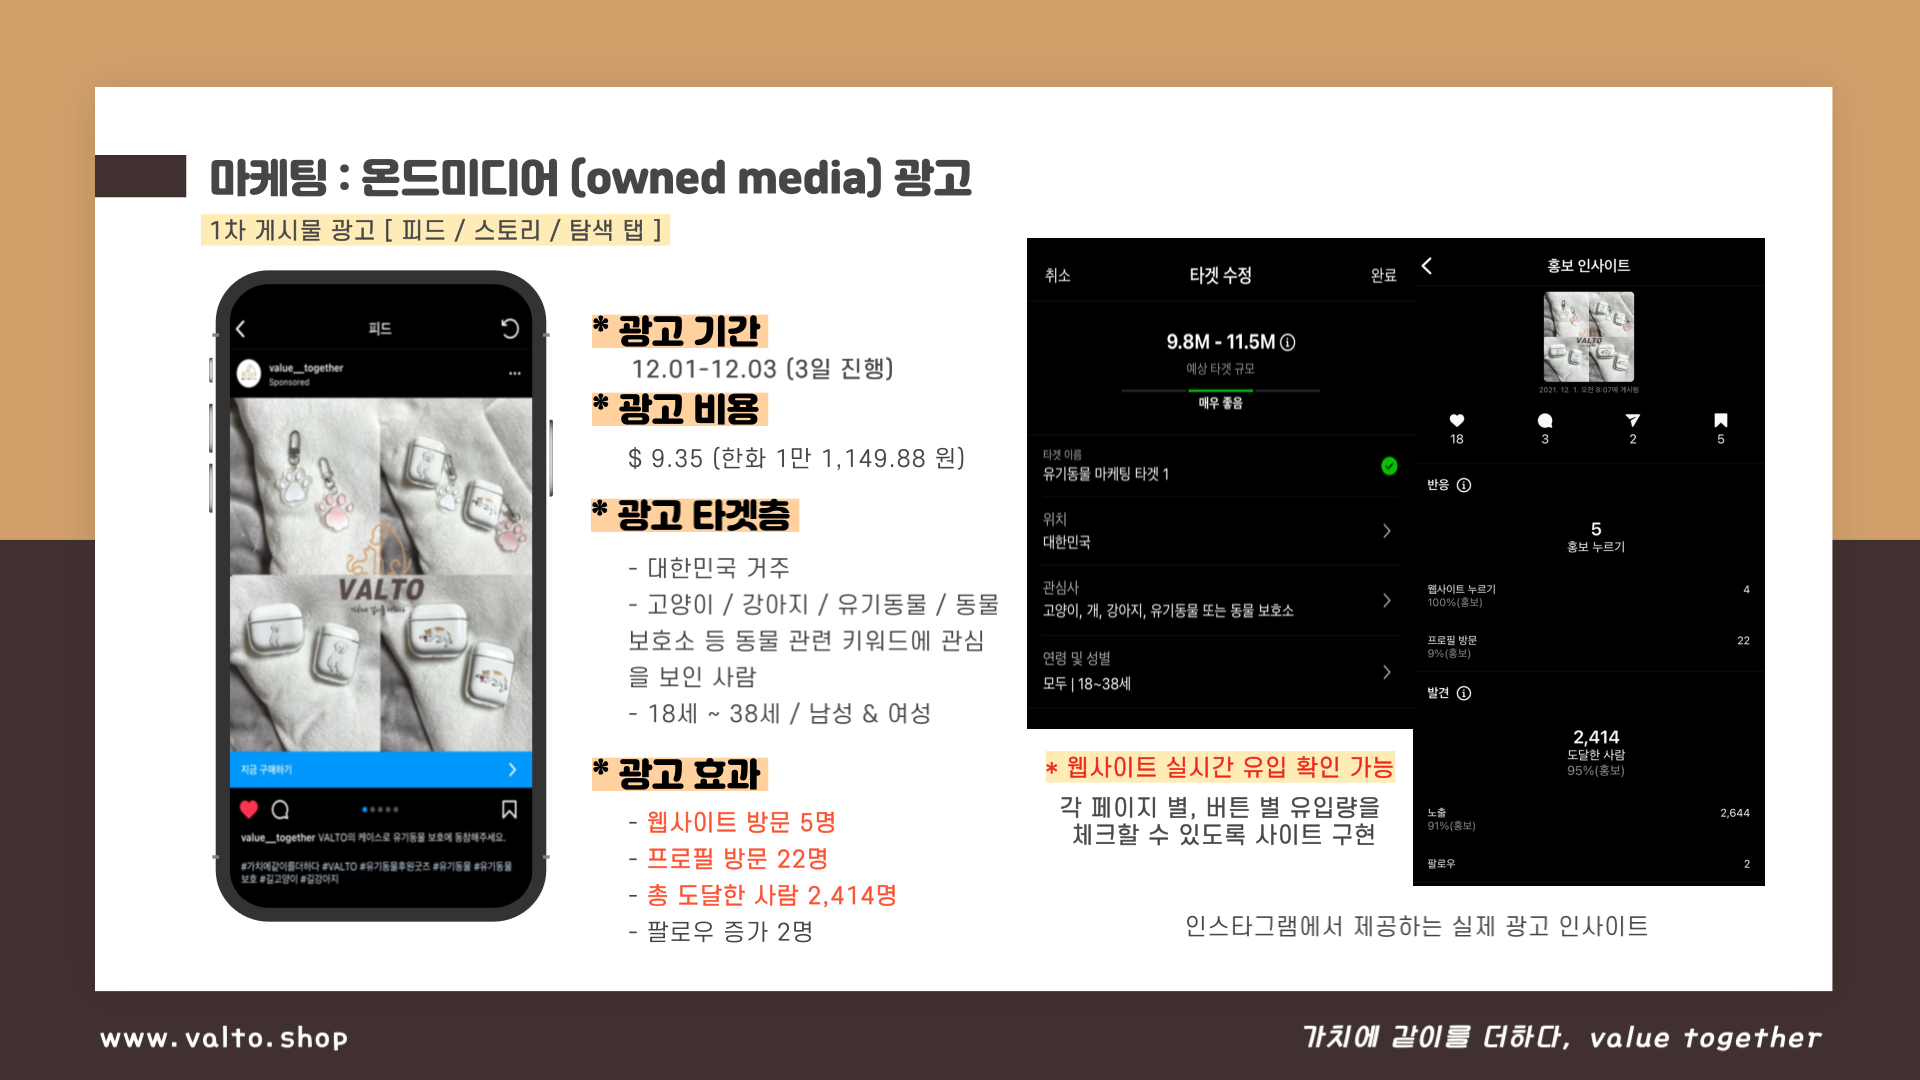 마케팅 : 온드미디어 (owned media) 광고
1차 게시물 광고 [ 피드 / 스토리 / 탐색 탭 ]
피드
value__together
Sponsored
VALTO
지금 구매하기
value__together VALTO의 케이스로 유기동물 보호에 동참해주세요.
#가치에같이를더하다 #VALTO #유기동물후원굿즈 #유기동물 #유기동물
보호 #길고양이 #길강아지
* 광고 기간
12.01-12.03 (3일 진행)
* 광고 비용
$ 9.35 (한화 1만 1,149.88 원)
* 광고 타겟층
- 대한민국 거주
- 고양이 / 강아지 / 유기동물 / 동물
보호소 등 동물 관련 키워드에 관심
을 보인 사람
- 18세 ~ 38세 / 남성 & 여성
* 광고 효과
- 웹사이트 방문 5명
- 프로필 방문 22명
- 총 도달한 사람 2,414명
- 팔로우 증가 2명
취소 타겟 수정 완료
9.8M - 11.5M
예상 타겟 규모
매우 좋음
타겟 이름
유기동물 마케팅 타겟 1
위치
대한민국
관심사
고양이, 개, 강아지, 유기동물 또는 동물 보호소
연령 및 성별
모두 | 18~38세
* 웹사이트 실시간 유입 확인 가능
각 페이지 별, 버튼 별 유입량을
체크할 수 있도록 사이트 구현
홍보 인사이트
VALTO
2021. 12. 1. 오전 8:07에 게시됨
18 3 2 5
반응
5
홍보 누르기
웹사이트 누르기 4
100%(홍보)
프로필 방문 22
9%(홍보)
발견
2,414
도달한 사람
95%(홍보)
노출 2,644
91%(홍보)
팔로우 2
인스타그램에서 제공하는 실제 광고 인사이트
www.valto.shop
가치에 같이를 더하다, value together